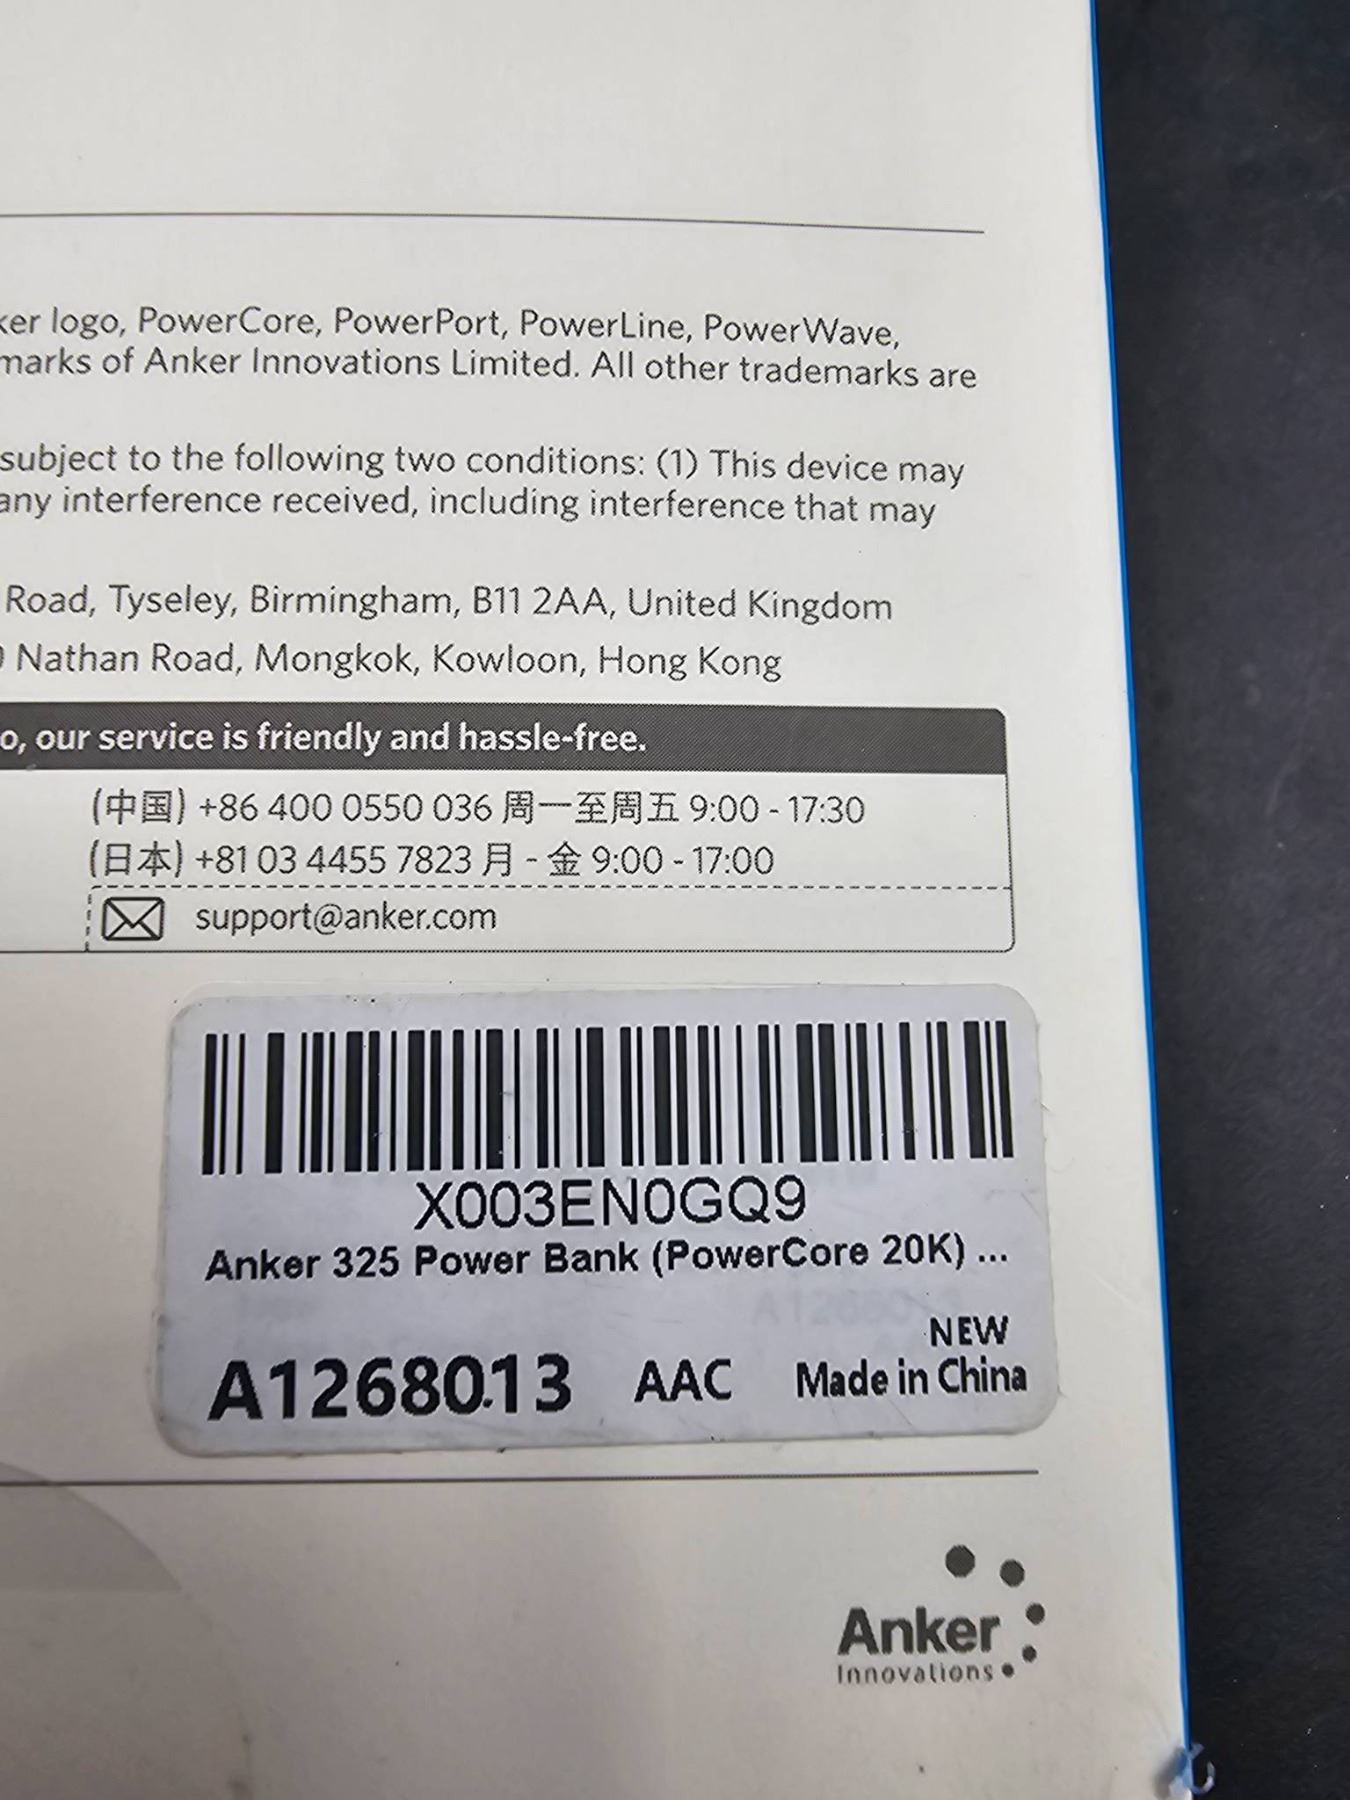 ker logo, PowerCore, PowerPort, PowerLine, PowerWave,
marks of Anker Innovations Limited. All other trademarks are
subject to the following two conditions: (1) This device may
any interference received, including interference that may
Road, Tyseley, Birmingham, B11 2AA, United Kingdom
Nathan Road, Mongkok, Kowloon, Hong Kong
o, our service is friendly and hassle-free.
(中国) +86 400 0550 036 周一至周五 9:00 - 17:30
(日本) +81 03 4455 7823 月 - 金 9:00 - 17:00
support@anker.com
X003EN0GQ9
Anker 325 Power Bank (PowerCore 20K) ...
NEW
A1268013 AAC Made in China
Anker
Innovations